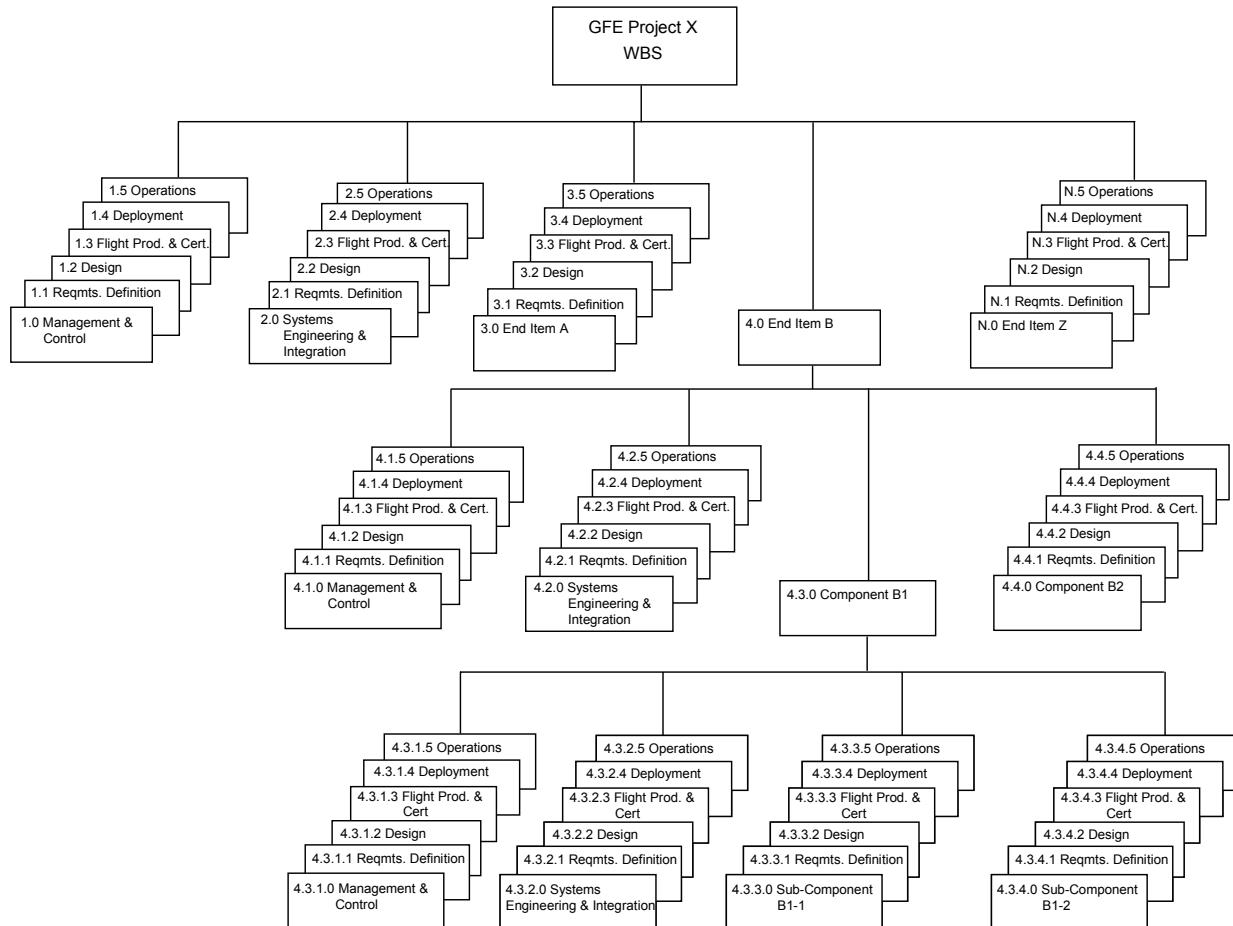 GFE Project X
WBS
1.5 Operations
1.4 Deployment
1.3 Flight Prod. & Cert.
1.2 Design
1.1 Reqmts. Definition
1.0 Management &
Control
2.5 Operations
2.4 Deployment
2.3 Flight Prod. & Cert.
2.2 Design
2.1 Reqmts. Definition
2.0 Systems
Engineering &
Integration
3.5 Operations
3.4 Deployment
3.3 Flight Prod. & Cert.
3.2 Design
3.1 Reqmts. Definition
3.0 End Item A
4.0 End Item B
N.5 Operations
N.4 Deployment
N.3 Flight Prod. & Cert.
N.2 Design
N.1 Reqmts. Definition
N.0 End Item Z
4.1.5 Operations
4.1.4 Deployment
4.1.3 Flight Prod. & Cert.
4.1.2 Design
4.1.1 Reqmts. Definition
4.1.0 Management &
Control
4.2.5 Operations
4.2.4 Deployment
4.2.3 Flight Prod. & Cert.
4.2.2 Design
4.2.1 Reqmts. Definition
4.2.0 Systems
Engineering &
Integration
4.3.0 Component B1
4.4.5 Operations
4.4.4 Deployment
4.4.3 Flight Prod. & Cert.
4.4.2 Design
4.4.1 Reqmts. Definition
4.4.0 Component B2
4.3.1.5 Operations
4.3.1.4 Deployment
4.3.1.3 Flight Prod. &
Cert
4.3.1.2 Design
4.3.1.1 Reqmts. Definition
4.3.1.0 Management &
Control
4.3.2.5 Operations
4.3.2.4 Deployment
4.3.2.3 Flight Prod. &
Cert
4.3.2.2 Design
4.3.2.1 Reqmts. Definition
4.3.2.0 Systems
Engineering & Integration
4.3.3.5 Operations
4.3.3.4 Deployment
4.3.3.3 Flight Prod. &
Cert
4.3.3.2 Design
4.3.3.1 Reqmts. Definition
4.3.3.0 Sub-Component
B1-1
4.3.4.5 Operations
4.3.4.4 Deployment
4.3.4.3 Flight Prod. &
Cert
4.3.4.2 Design
4.3.4.1 Reqmts. Definition
4.3.4.0 Sub-Component
B1-2